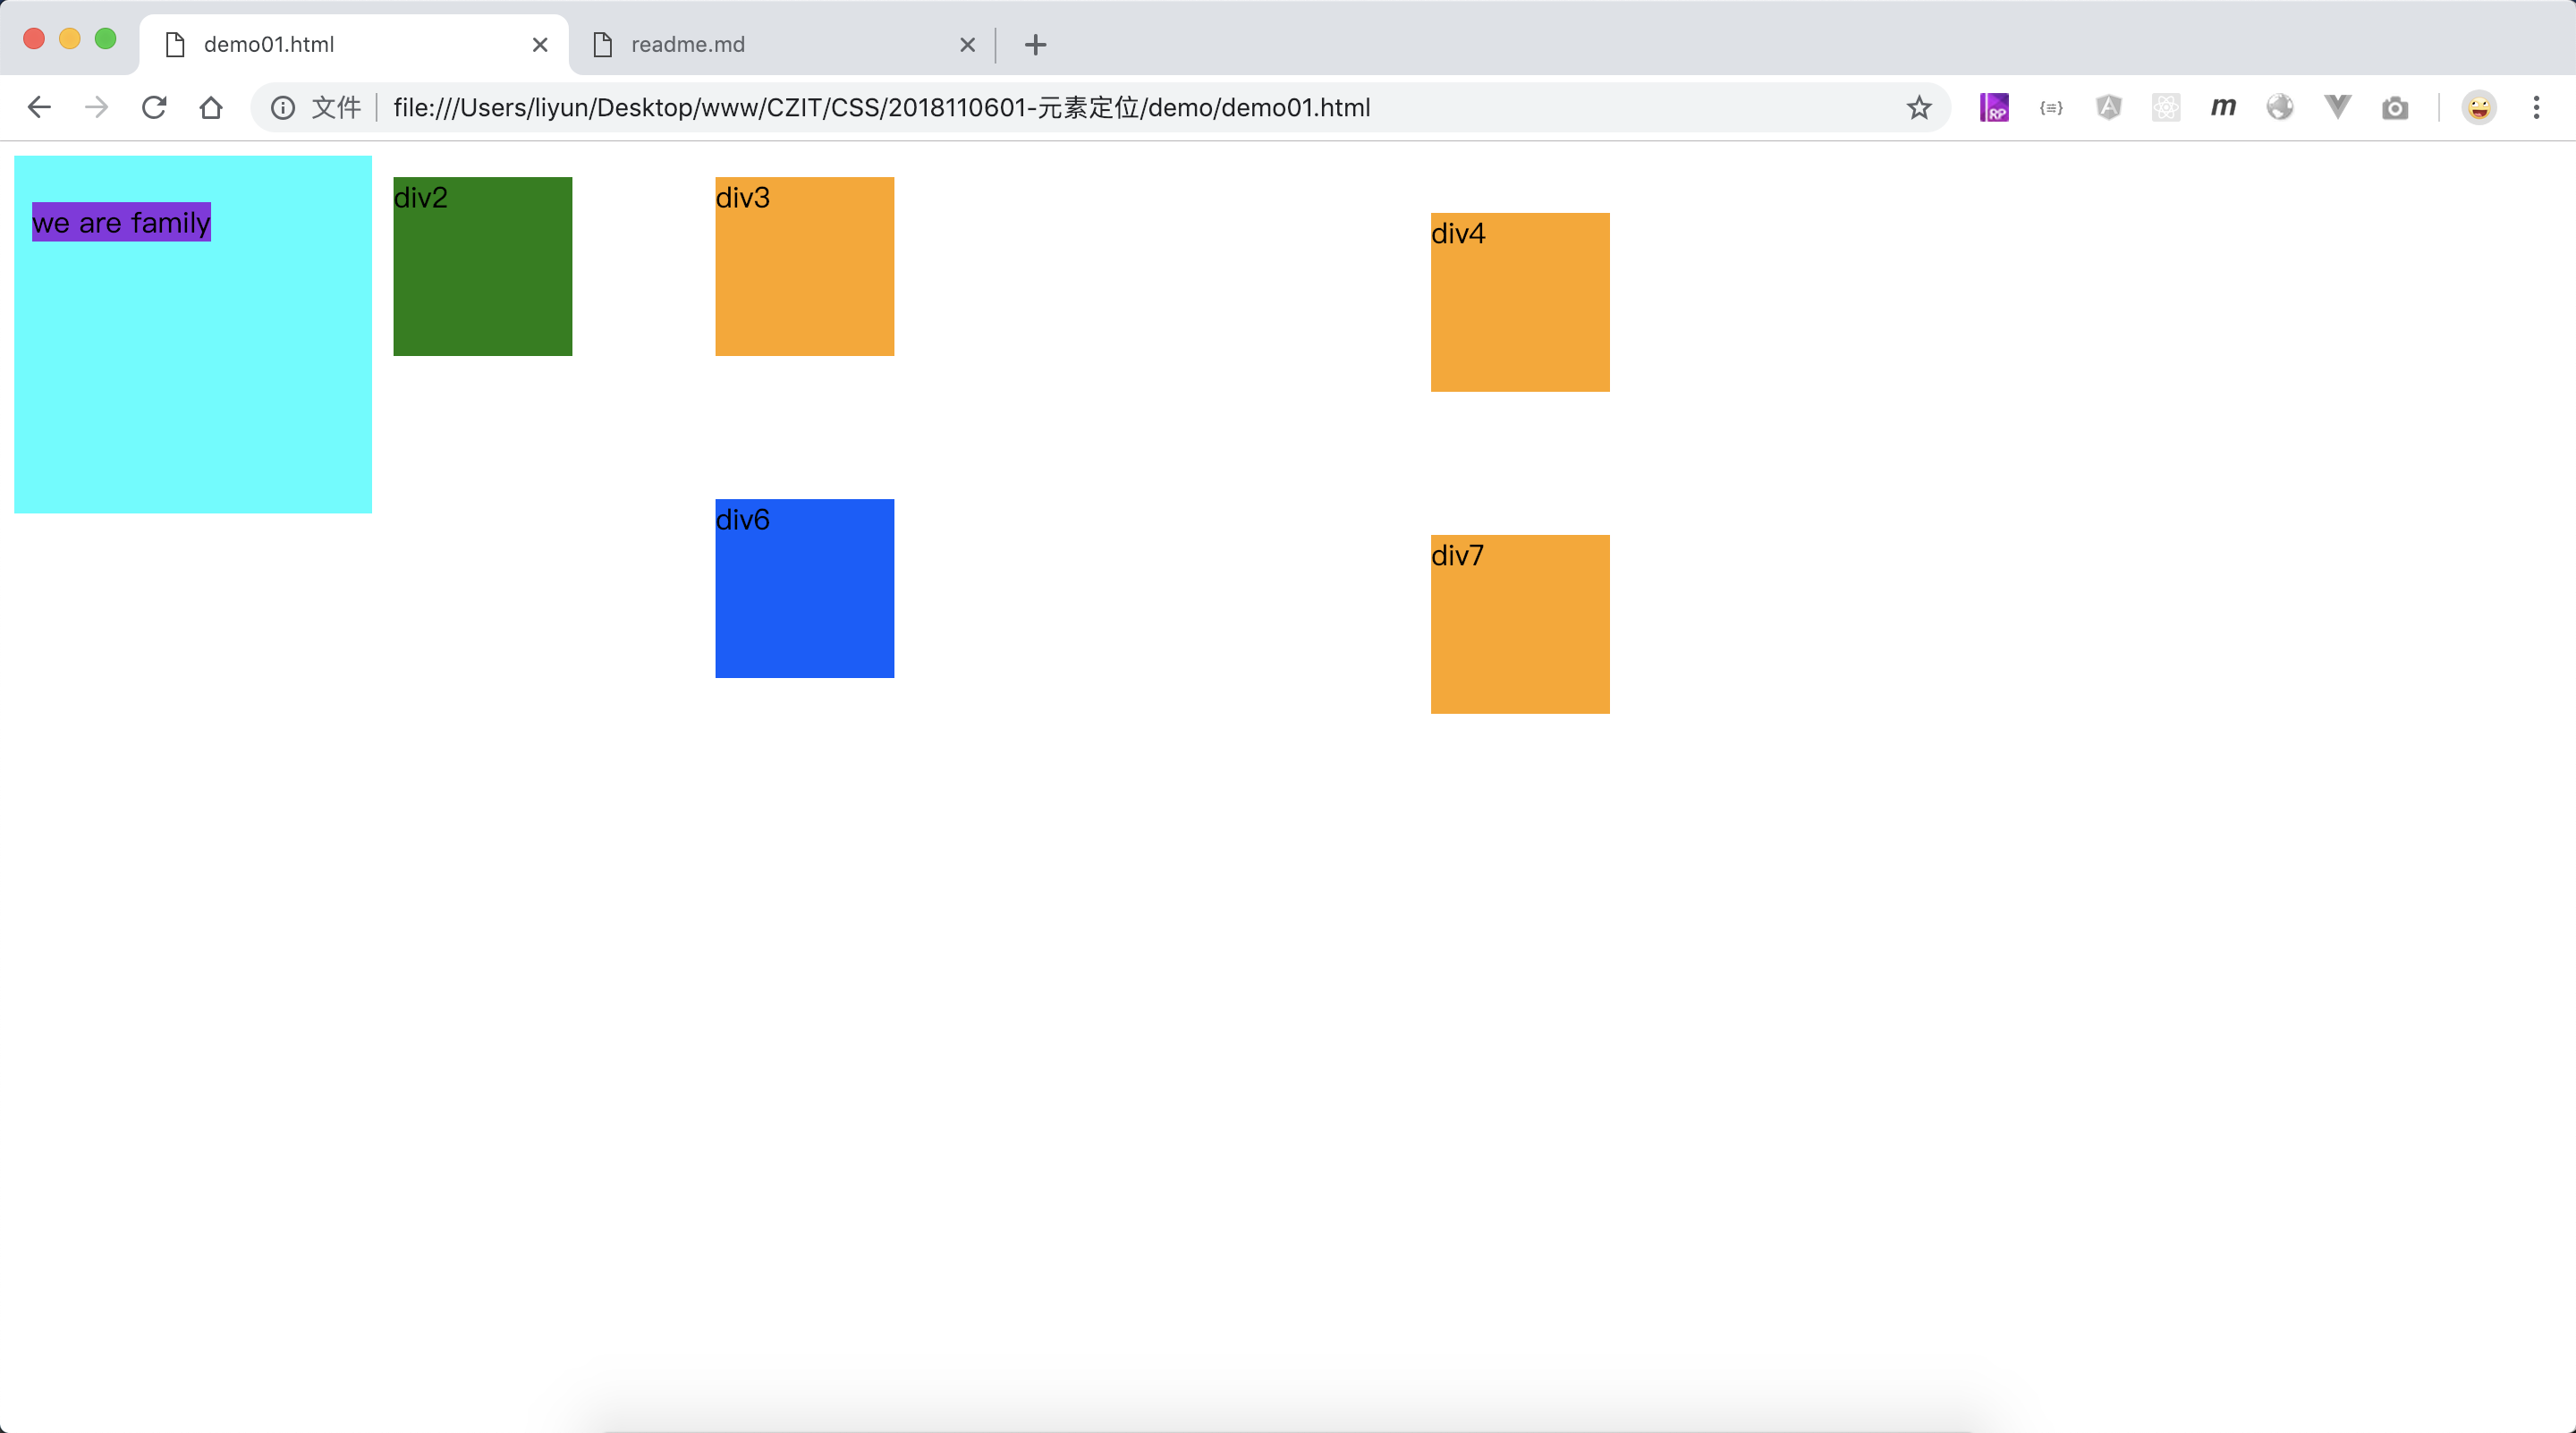 demo01.html
readme.md
文件
file:///Users/liyun/Desktop/www/CZIT/CSS/2018110601-元素定位/demo/demo01.html
RP
m
we are family
div2
div3
div4
div6
div7